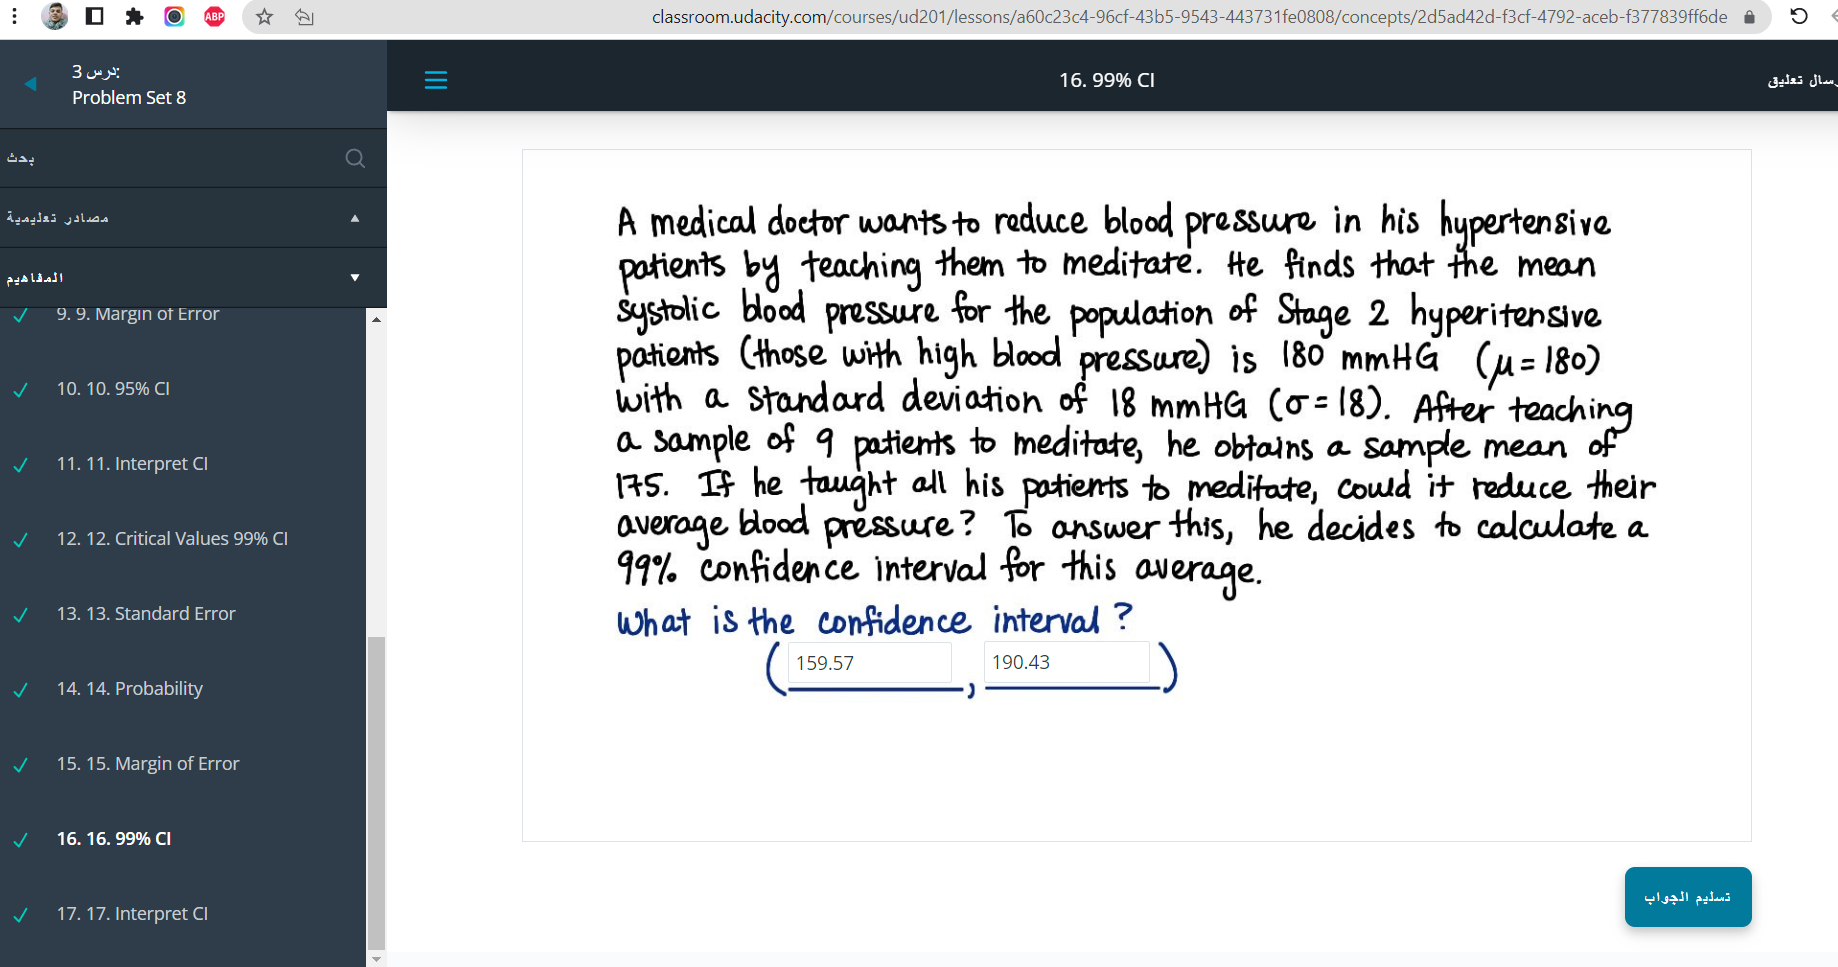 ABP
classroom.udacity.com/courses/ud201/lessons/a60c23c4-96cf-43b5-9543-443731fe0808/concepts/2d5ad42d-f3cf-4792-aceb-f377839ff6de
درس 3:
Problem Set 8
16. 99% CI
رسال تعليق
بحث
مصادر تعليمية
المفاهيم
9. 9. Margin of Error
10. 10. 95% CI
11. 11. Interpret CI
12. 12. Critical Values 99% CI
13. 13. Standard Error
14. 14. Probability
15. 15. Margin of Error
16. 16. 99% CI
17. 17. Interpret CI
A medical doctor wants to reduce blood pressure in his hypertensive
patients by teaching them to meditate. He finds that the mean
systolic blood pressure for the population of Stage 2 hyperitensive
patients (those with high blood pressure) is 180 mmHG (μ=180)
with a standard deviation of 18 mmHG (σ=18). After teaching
a sample of 9 patients to meditate, he obtains a sample mean of
175. If he taught all his patients to meditate, could it reduce their
average blood pressure? To answer this, he decides to calculate a
99% confidence interval for this average.
What is the confidence interval?
(159.57, 190.43)
تسليم الجواب